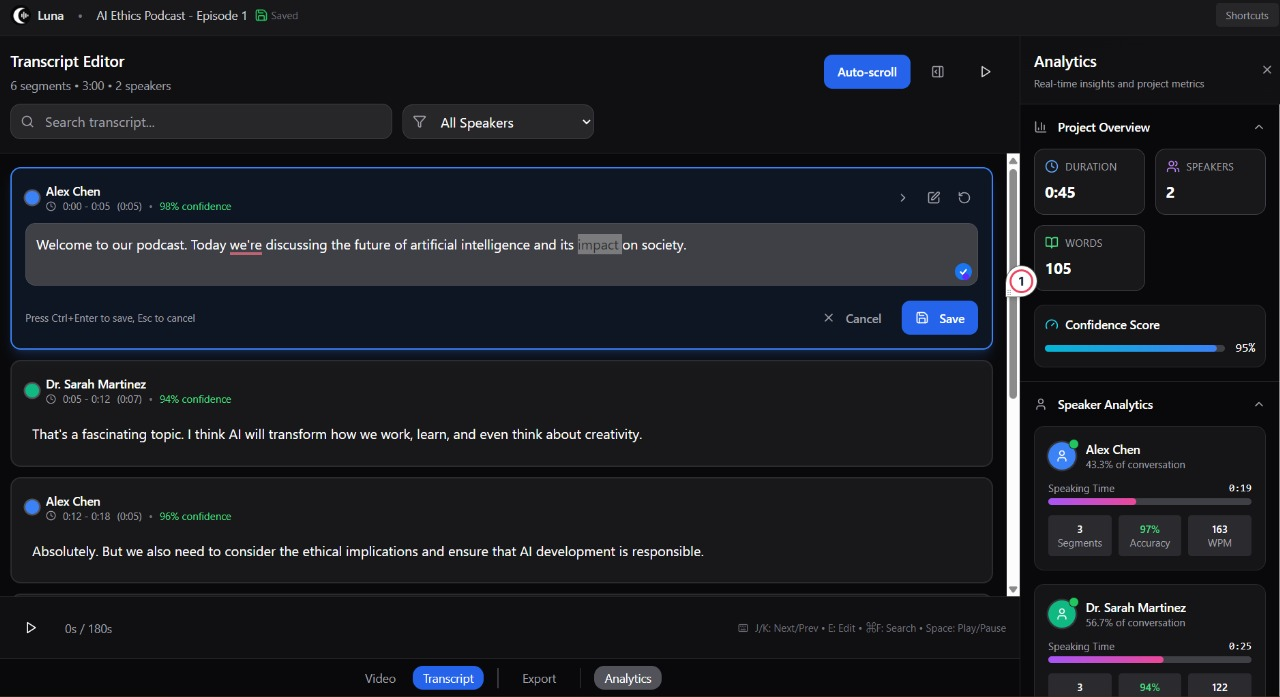 Luna • AI Ethics Podcast - Episode 1 Saved
Shortcuts
Transcript Editor
6 segments • 3:00 • 2 speakers
Auto-scroll
Search transcript...
All Speakers
Alex Chen
0:00 - 0:05 (0:05) • 98% confidence
Welcome to our podcast. Today we're discussing the future of artificial intelligence and its impact on society.
Press Ctrl+Enter to save, Esc to cancel
Cancel
Save
Dr. Sarah Martinez
0:05 - 0:12 (0:07) • 94% confidence
That's a fascinating topic. I think AI will transform how we work, learn, and even think about creativity.
Alex Chen
0:12 - 0:18 (0:05) • 96% confidence
Absolutely. But we also need to consider the ethical implications and ensure that AI development is responsible.
0s / 180s
J/K: Next/Prev • E: Edit • ⌘F: Search • Space: Play/Pause
Video
Transcript
Export
Analytics
1
Analytics
Real-time insights and project metrics
Project Overview
DURATION
0:45
SPEAKERS
2
WORDS
105
Confidence Score
95%
Speaker Analytics
Alex Chen
43.3% of conversation
Speaking Time 0:19
3 97% 163
Segments Accuracy WPM
Dr. Sarah Martinez
56.7% of conversation
Speaking Time 0:25
3 94% 122